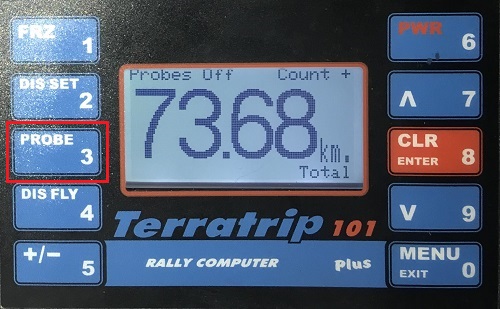 FRZ 1
DIS SET 2
PROBE 3
DIS FLY 4
+/− 5
Probes Off Count +
73.68 km.
Total
Terratrip 101
RALLY COMPUTER plus
PWR 6
Λ 7
CLR
ENTER 8
V 9
MENU
EXIT 0